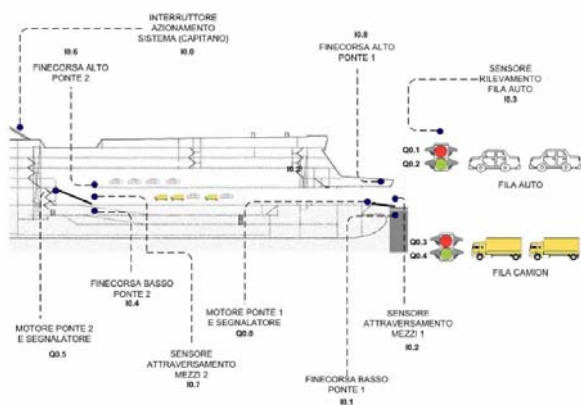 INTERRUTTORE
AZIONAMENTO
SISTEMA (CAPITANO)
I0.0
I0.6
FINECORSA ALTO
PONTE 2
I0.8
FINECORSA ALTO
PONTE 1
SENSORE
RILEVAMENTO
FILA AUTO
I0.3
Q0.1
Q0.2
FILA AUTO
Q0.3
Q0.4
FILA CAMION
FINECORSA BASSO
PONTE 2
I0.4
MOTORE PONTE 2
E SEGNALATORE
Q0.5
SENSORE
ATTRAVERSAMENTO
MEZZI 2
I0.7
MOTORE PONTE 1
E SEGNALATORE
Q0.0
SENSORE
ATTRAVERSAMENTO
MEZZI 1
I0.2
FINECORSA BASSO
PONTE 1
I0.1